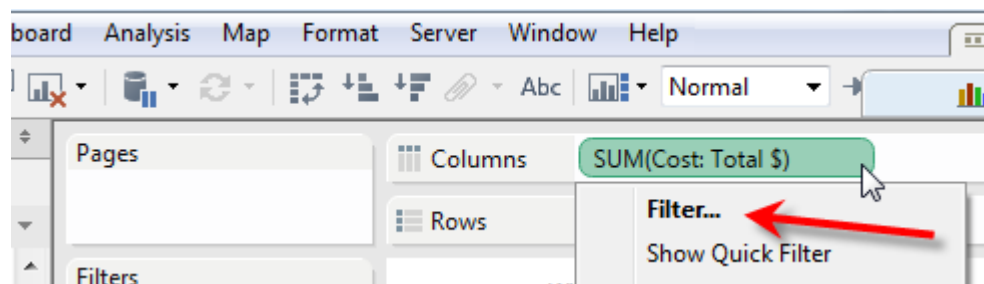 board Analysis Map Format Server Window Help
Abc Normal
Pages Columns SUM(Cost: Total $)
Rows Filter...
Show Quick Filter
Filters